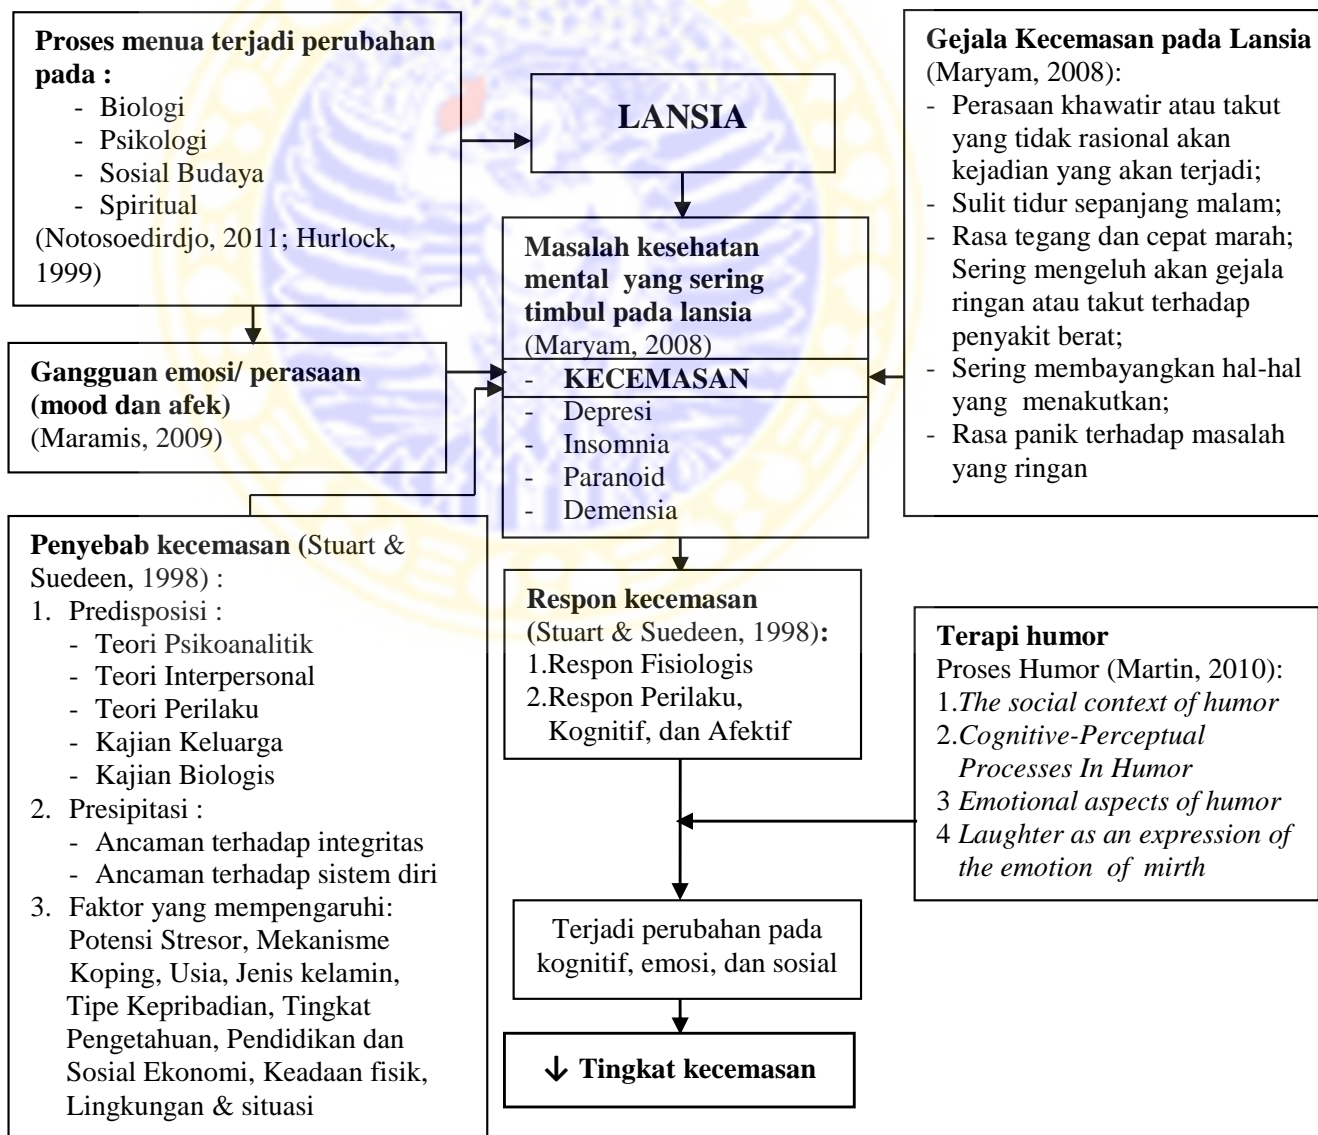 Proses menua terjadi perubahan
pada :
- Biologi
- Psikologi
- Sosial Budaya
- Spiritual
(Notosoedirdjo, 2011; Hurlock,
1999)
LANSIA
Gejala Kecemasan pada Lansia
(Maryam, 2008):
- Perasaan khawatir atau takut
yang tidak rasional akan
kejadian yang akan terjadi;
- Sulit tidur sepanjang malam;
- Rasa tegang dan cepat marah;
Sering mengeluh akan gejala
ringan atau takut terhadap
penyakit berat;
- Sering membayangkan hal-hal
yang menakutkan;
- Rasa panik terhadap masalah
yang ringan
Masalah kesehatan
mental yang sering
timbul pada lansia
(Maryam, 2008)
- KECEMASAN
- Depresi
- Insomnia
- Paranoid
- Demensia
Gangguan emosi/ perasaan
(mood dan afek)
(Maramis, 2009)
Penyebab kecemasan (Stuart &
Suedeen, 1998) :
1. Predisposisi :
- Teori Psikoanalitik
- Teori Interpersonal
- Teori Perilaku
- Kajian Keluarga
- Kajian Biologis
2. Presipitasi :
- Ancaman terhadap integritas
- Ancaman terhadap sistem diri
3. Faktor yang mempengaruhi:
Potensi Stresor, Mekanisme
Koping, Usia, Jenis kelamin,
Tipe Kepribadian, Tingkat
Pengetahuan, Pendidikan dan
Sosial Ekonomi, Keadaan fisik,
Lingkungan & situasi
Respon kecemasan
(Stuart & Suedeen, 1998):
1.Respon Fisiologis
2.Respon Perilaku,
Kognitif, dan Afektif
Terapi humor
Proses Humor (Martin, 2010):
1.The social context of humor
2.Cognitive-Perceptual
Processes In Humor
3 Emotional aspects of humor
4 Laughter as an expression of
the emotion of mirth
Terjadi perubahan pada
kognitif, emosi, dan sosial
↓ Tingkat kecemasan